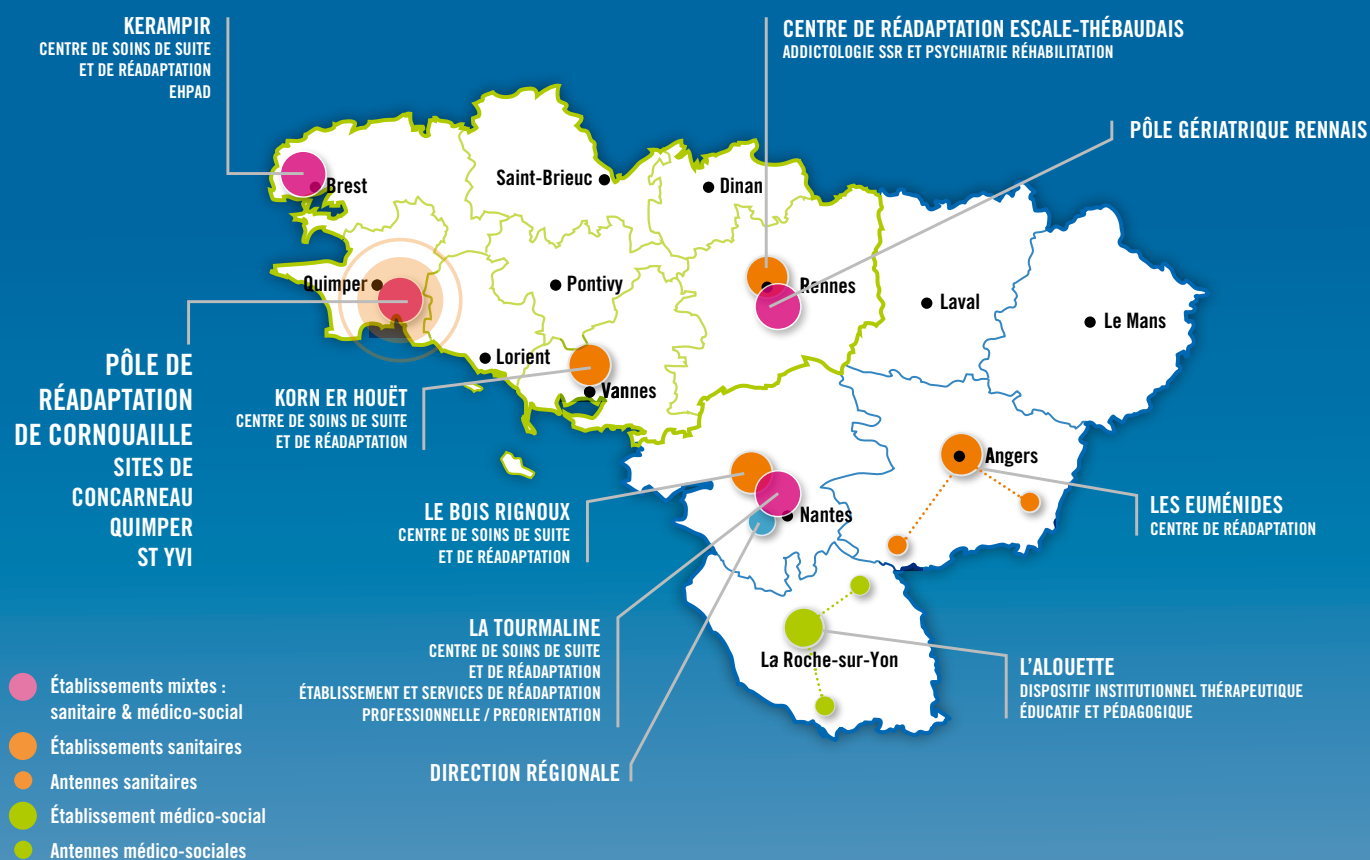 KERAMPIR
CENTRE DE SOINS DE SUITE
ET DE RÉADAPTATION
EHPAD
CENTRE DE RÉADAPTATION ESCALE-THÉBAUDAIS
ADDICTOLOGIE SSR ET PSYCHIATRIE RÉHABILITATION
PÔLE GÉRIATRIQUE RENNAIS
Brest
Saint-Brieuc
Dinan
Quimper
Pontivy
Rennes
Laval
Le Mans
Lorient
Vannes
PÔLE DE
RÉADAPTATION
DE CORNOUAILLE
SITES DE
CONCARNEAU
QUIMPER
ST YVI
KORN ER HOUËT
CENTRE DE SOINS DE SUITE
ET DE RÉADAPTATION
Angers
LE BOIS RIGNOUX
CENTRE DE SOINS DE SUITE
ET DE RÉADAPTATION
Nantes
LES EUMÉNIDES
CENTRE DE RÉADAPTATION
LA TOURMALINE
CENTRE DE SOINS DE SUITE
ET DE RÉADAPTATION
ÉTABLISSEMENT ET SERVICES DE RÉADAPTATION
PROFESSIONNELLE / PREORIENTATION
La Roche-sur-Yon
L'ALOUETTE
DISPOSITIF INSTITUTIONNEL THÉRAPEUTIQUE
ÉDUCATIF ET PÉDAGOGIQUE
DIRECTION RÉGIONALE
Établissements mixtes :
sanitaire & médico-social
Établissements sanitaires
Antennes sanitaires
Établissement médico-social
Antennes médico-sociales